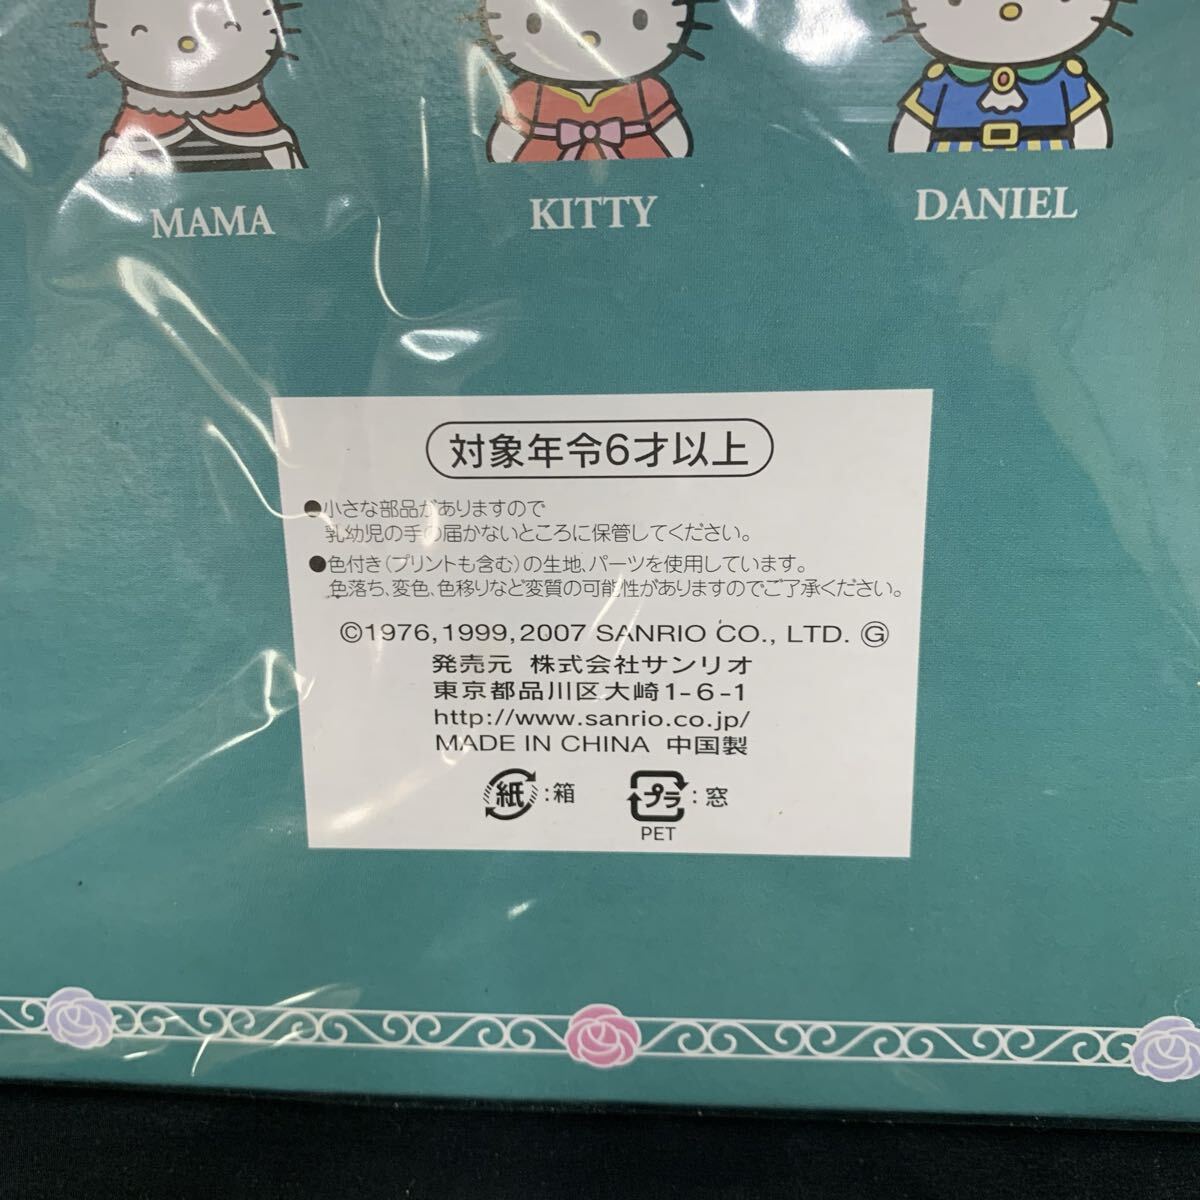 MAMA KITTY DANIEL
対象年令6才以上
●小さな部品がありますので
乳幼児の手の届かないところに保管してください。
●色付き(プリントも含む)の生地、パーツを使用しています。
色落ち、変色、色移りなど変質の可能性がありますのでご了承ください。
©1976,1999,2007 SANRIO CO., LTD. Ⓖ
発売元 株式会社サンリオ
東京都品川区大崎1-6-1
http://www.sanrio.co.jp/
MADE IN CHINA 中国製
紙:箱 プラ:窓
PET